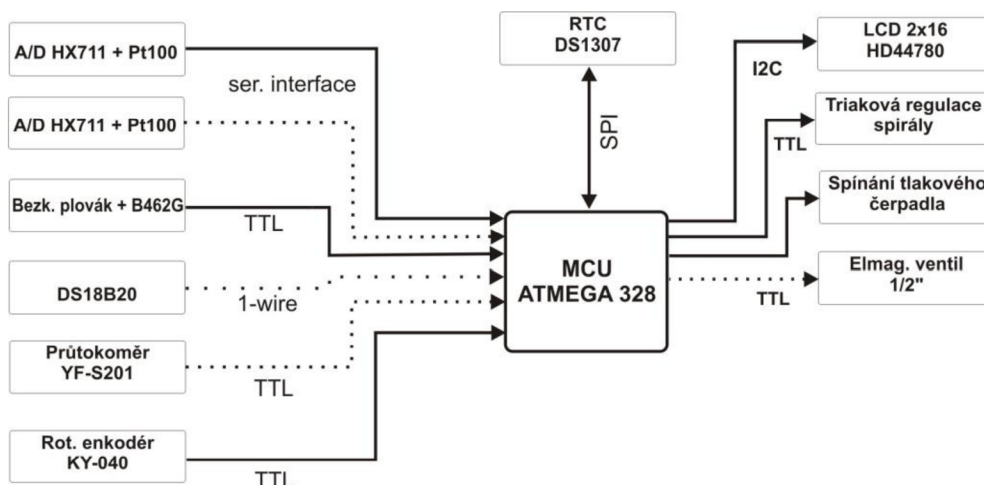 A/D HX711 + Pt100
ser. interface
A/D HX711 + Pt100
Bezk. plovák + B462G
TTL
DS18B20
1-wire
Průtokoměr
YF-S201
TTL
Rot. enkodér
KY-040
TTL
RTC
DS1307
SPI
MCU
ATMEGA 328
LCD 2x16
HD44780
I2C
Triaková regulace
spirály
TTL
Spínání tlakového
čerpadla
Elmag. ventil
1/2"
TTL